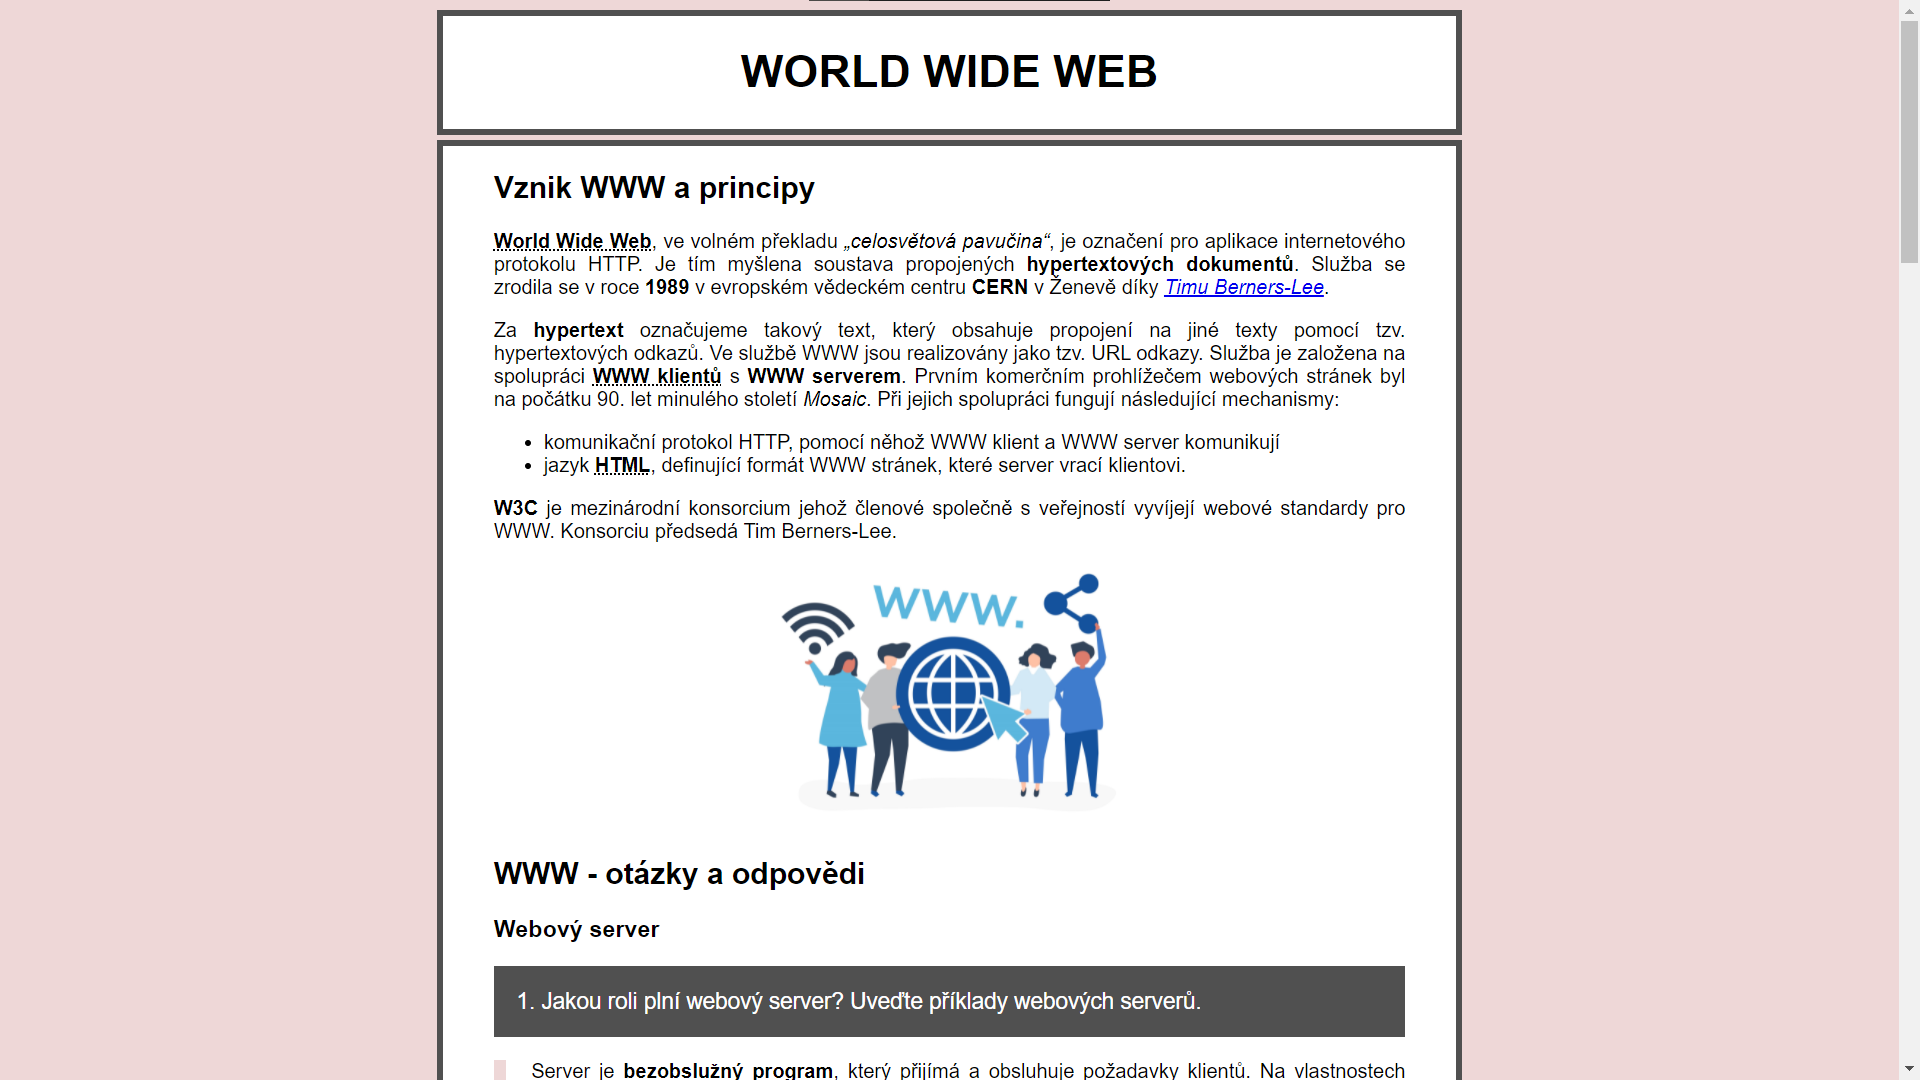 WORLD WIDE WEB
Vznik WWW a principy
World Wide Web, ve volném překladu „celosvětová pavučina“, je označení pro aplikace internetového
protokolu HTTP. Je tím myšlena soustava propojených hypertextových dokumentů. Služba se
zrodila se v roce 1989 v evropském vědeckém centru CERN v Ženevě díky Timu Berners-Lee.
Za hypertext označujeme takový text, který obsahuje propojení na jiné texty pomocí tzv.
hypertextových odkazů. Ve službě WWW jsou realizovány jako tzv. URL odkazy. Služba je založena na
spolupráci WWW klientů s WWW serverem. Prvním komerčním prohlížečem webových stránek byl
na počátku 90. let minulého století Mosaic. Při jejich spolupráci fungují následující mechanismy:
• komunikační protokol HTTP, pomocí něhož WWW klient a WWW server komunikují
• jazyk HTML, definující formát WWW stránek, které server vrací klientovi.
W3C je mezinárodní konsorcium jehož členové společně s veřejností vyvíjejí webové standardy pro
WWW. Konsorciu předsedá Tim Berners-Lee.
www.
WWW - otázky a odpovědi
Webový server
1. Jakou roli plní webový server? Uveďte příklady webových serverů.
Server je bezobslužný program, který přijímá a obsluhuje požadavky klientů. Na vlastnostech